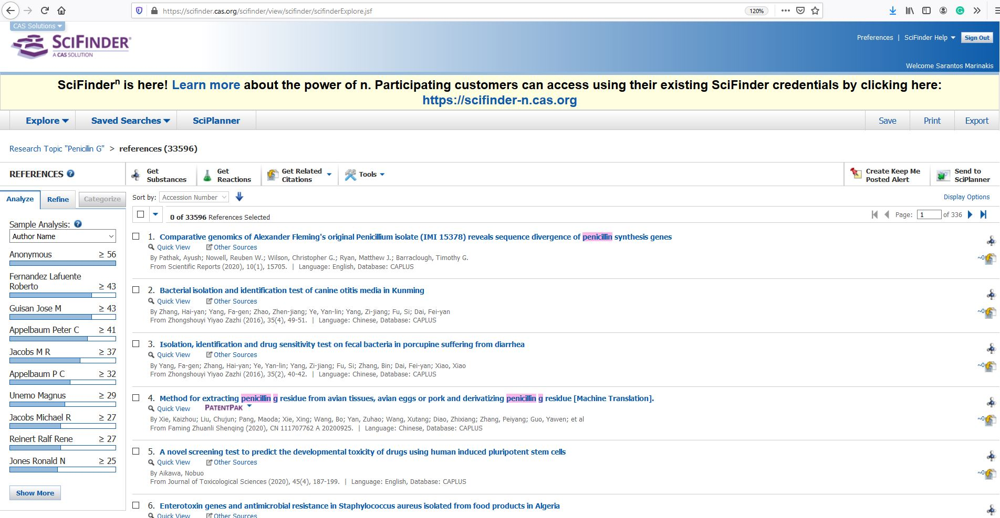 https://scifinder.cas.org/scifinder/view/scifinder/scifinderExplore.jsf
120%
CAS Solutions
SCIFINDER®
A CAS SOLUTION
Preferences | SciFinder Help Sign Out
Welcome Sarantos Marinakis
SciFinderⁿ is here! Learn more about the power of n. Participating customers can access using their existing SciFinder credentials by clicking here:
https://scifinder-n.cas.org
Explore Saved Searches SciPlanner Save Print Export
Research Topic "Penicillin G" > references (33596)
REFERENCES
Get Substances
Get Reactions
Get Related Citations
Tools
Create Keep Me Posted Alert
Send to SciPlanner
Analyze Refine Categorize
Sort by: Accession Number
Display Options
0 of 33596 References Selected
Page: 1 of 336
Sample Analysis:
Author Name
Anonymous ≥ 56
Fernandez Lafuente
Roberto ≥ 43
Guisan Jose M ≥ 43
Appelbaum Peter C ≥ 41
Jacobs M R ≥ 37
Appelbaum P C ≥ 32
Unemo Magnus ≥ 29
Jacobs Michael R ≥ 27
Reinert Ralf Rene ≥ 27
Jones Ronald N ≥ 25
Show More
1. Comparative genomics of Alexander Fleming's original Penicillium isolate (IMI 15378) reveals sequence divergence of penicillin synthesis genes
Quick View Other Sources
~0
By Pathak, Ayush; Nowell, Reuben W.; Wilson, Christopher G.; Ryan, Matthew J.; Barraclough, Timothy G.
From Scientific Reports (2020), 10(1), 15705. | Language: English, Database: CAPLUS
2. Bacterial isolation and identification test of canine otitis media in Kunming
Quick View Other Sources
~0
By Zhang, Hai-yan; Yang, Fa-gen; Zhao, Zhen-jiang; Ye, Yan-lin; Yang, Zi-jiang; Fu, Si; Dai, Fei-yan
From Zhongshouyi Yiyao Zazhi (2016), 35(4), 49-51. | Language: Chinese, Database: CAPLUS
3. Isolation, identification and drug sensitivity test on fecal bacteria in porcupine suffering from diarrhea
Quick View Other Sources
~0
By Yang, Fa-gen; Zhang, Hai-yan; Ye, Yan-lin; Yang, Zi-jiang; Fu, Si; Zhang, Bin; Dai, Fei-yan; Xiao, Xiao
From Zhongshouyi Yiyao Zazhi (2016), 35(2), 40-42. | Language: Chinese, Database: CAPLUS
4. Method for extracting penicillin g residue from avian tissues, avian eggs or pork and derivatizing penicillin g residue [Machine Translation].
Quick View PATENTPAK
~0
By Xie, Kaizhou; Liu, Chujun; Pang, Maoda; Xie, Xing; Wang, Bo; Yan, Zuhao; Wang, Xutang; Diao, Zhixiang; Zhang, Peiyang; Guo, Yawen; et al
From Faming Zhuanli Shenqing (2020), CN 111707762 A 20200925. | Language: Chinese, Database: CAPLUS
5. A novel screening test to predict the developmental toxicity of drugs using human induced pluripotent stem cells
Quick View Other Sources
~0
By Aikawa, Nobuo
From Journal of Toxicological Sciences (2020), 45(4), 187-199. | Language: English, Database: CAPLUS
6. Enterotoxin genes and antimicrobial resistance in Staphylococcus aureus isolated from food products in Algeria
Quick View Other Sources